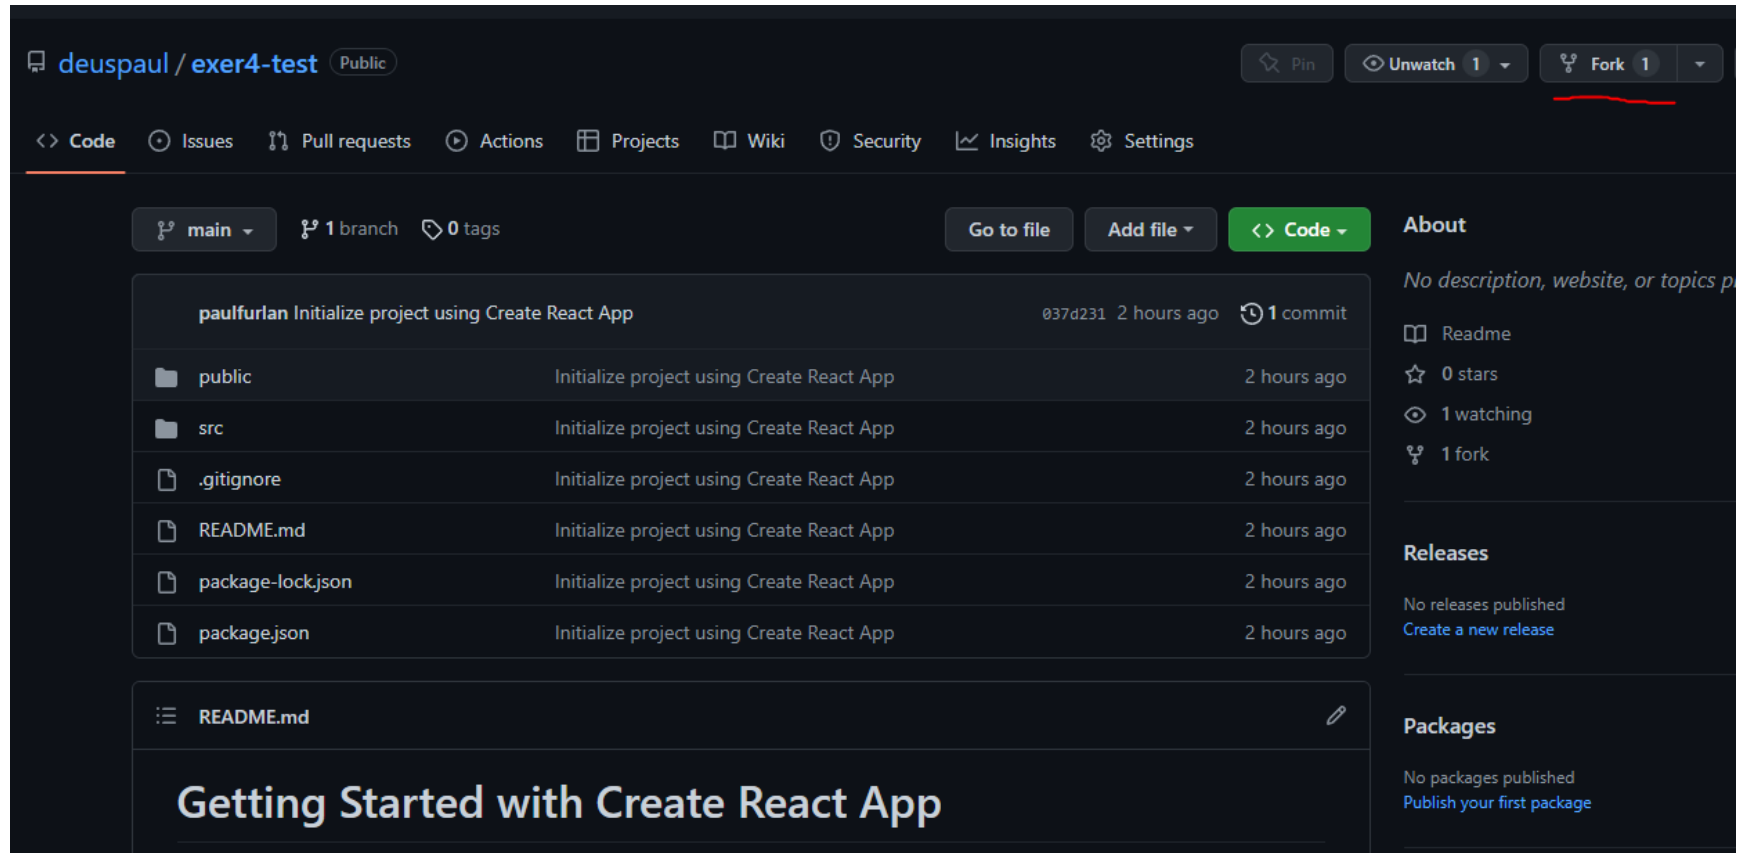 deuspaul / exer4-test Public Pin Unwatch 1 Fork 1
Code Issues Pull requests Actions Projects Wiki Security Insights Settings
main 1 branch 0 tags Go to file Add file Code
paulfurlan Initialize project using Create React App 037d231 2 hours ago 1 commit
public Initialize project using Create React App 2 hours ago
src Initialize project using Create React App 2 hours ago
.gitignore Initialize project using Create React App 2 hours ago
README.md Initialize project using Create React App 2 hours ago
package-lock.json Initialize project using Create React App 2 hours ago
package.json Initialize project using Create React App 2 hours ago
README.md
Getting Started with Create React App
About
No description, website, or topics
Readme
0 stars
1 watching
1 fork
Releases
No releases published
Create a new release
Packages
No packages published
Publish your first package